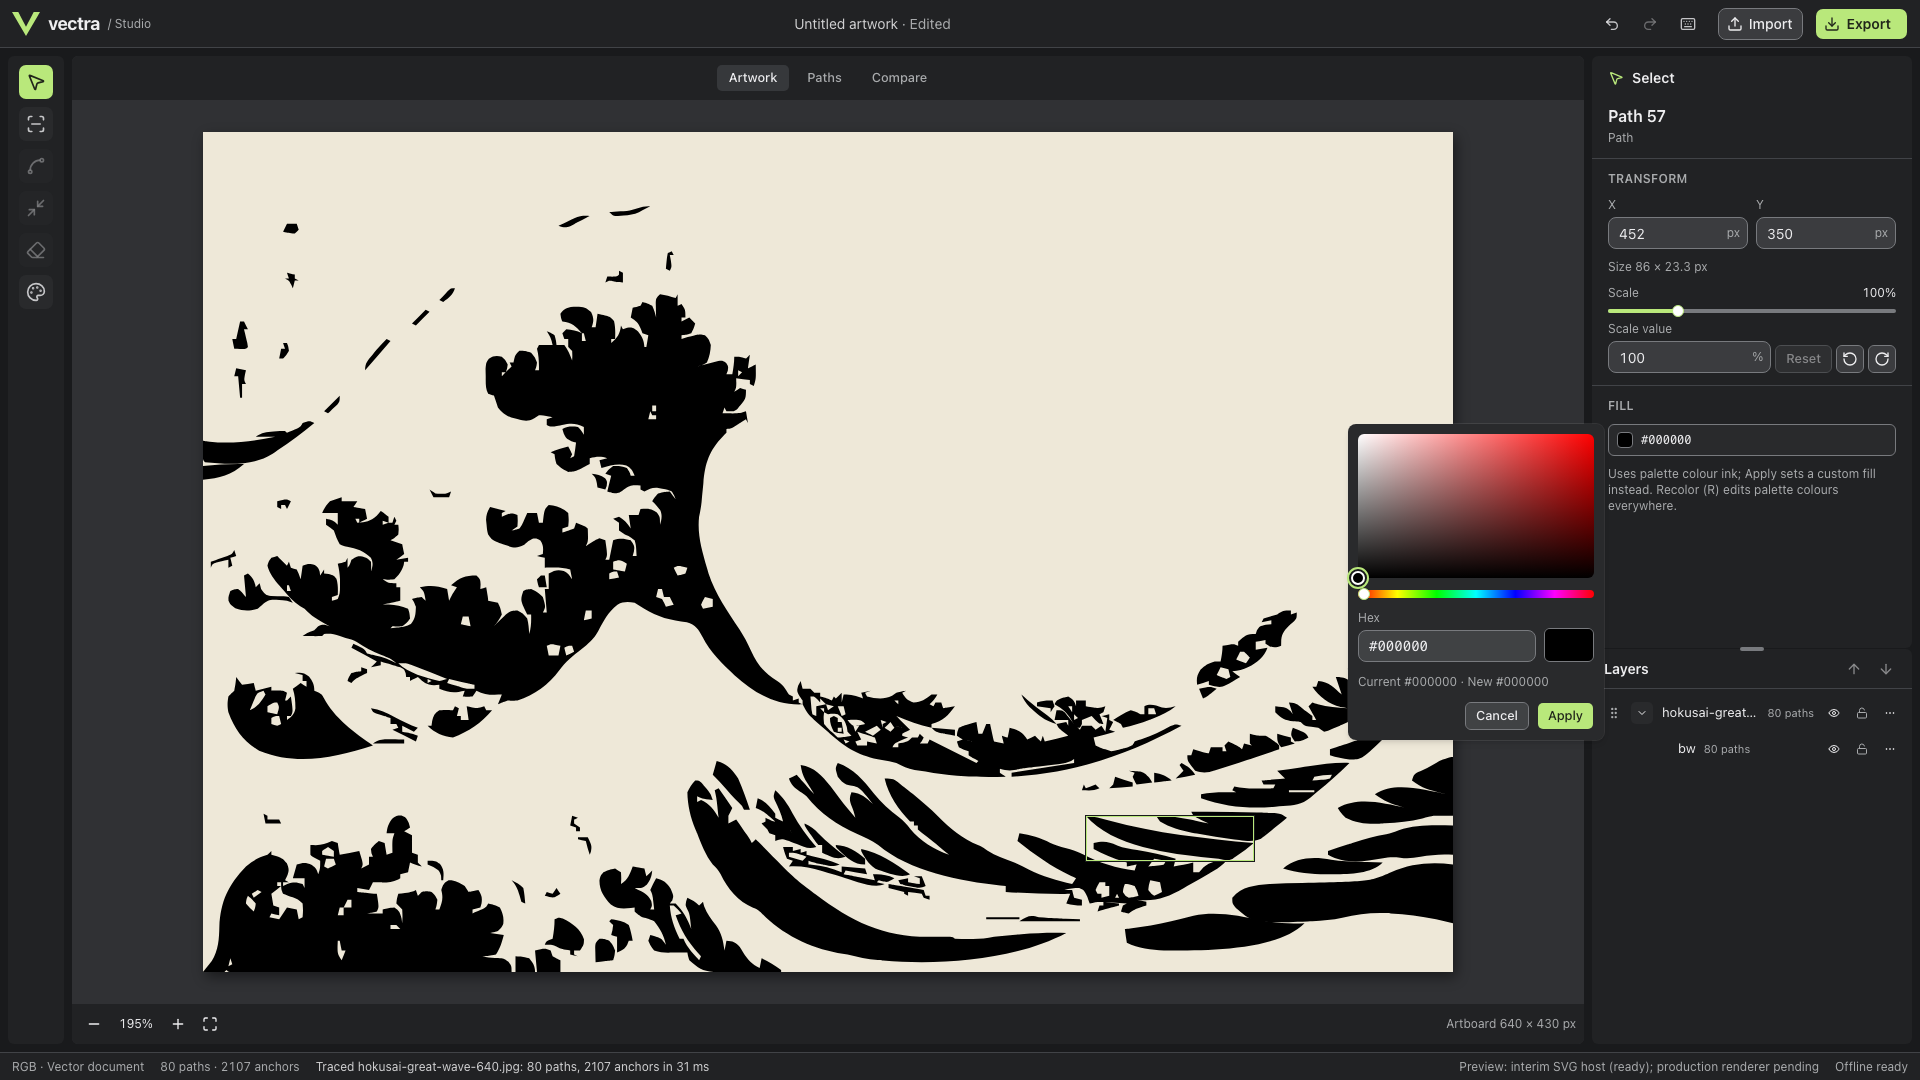 vectra / Studio
Untitled artwork · Edited
Import
Export
Artwork
Paths
Compare
Select
Path 57
Path
TRANSFORM
X
Y
452 px
350 px
Size 86 × 23.3 px
Scale
100%
Scale value
100 %
Reset
FILL
#000000
Uses palette colour ink; Apply sets a custom fill
instead. Recolor (R) edits palette colours
everywhere.
Hex
#000000
Current #000000 · New #000000
Cancel
Apply
Layers
hokusai-great... 80 paths
bw 80 paths
195%
Artboard 640 × 430 px
RGB · Vector document
80 paths · 2107 anchors
Traced hokusai-great-wave-640.jpg: 80 paths, 2107 anchors in 31 ms
Preview: interim SVG host (ready); production renderer pending
Offline ready